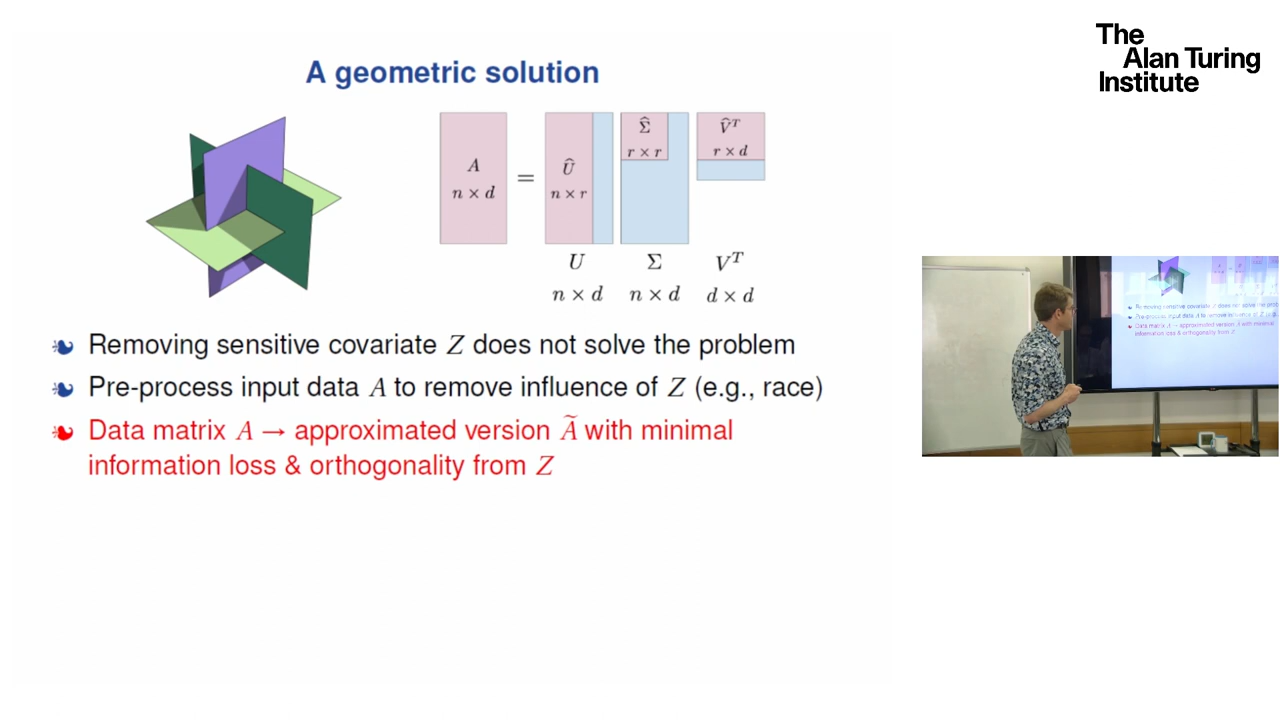 The
Alan Turing
Institute
A geometric solution
A
n × d
=
Û
n × r
Σ̂
r × r
V̂ᵀ
r × d
U
n × d
Σ
n × d
Vᵀ
d × d
Removing sensitive covariate Z does not solve the problem
Pre-process input data A to remove influence of Z (e.g., race)
Data matrix A → approximated version Ã with minimal
information loss & orthogonality from Z